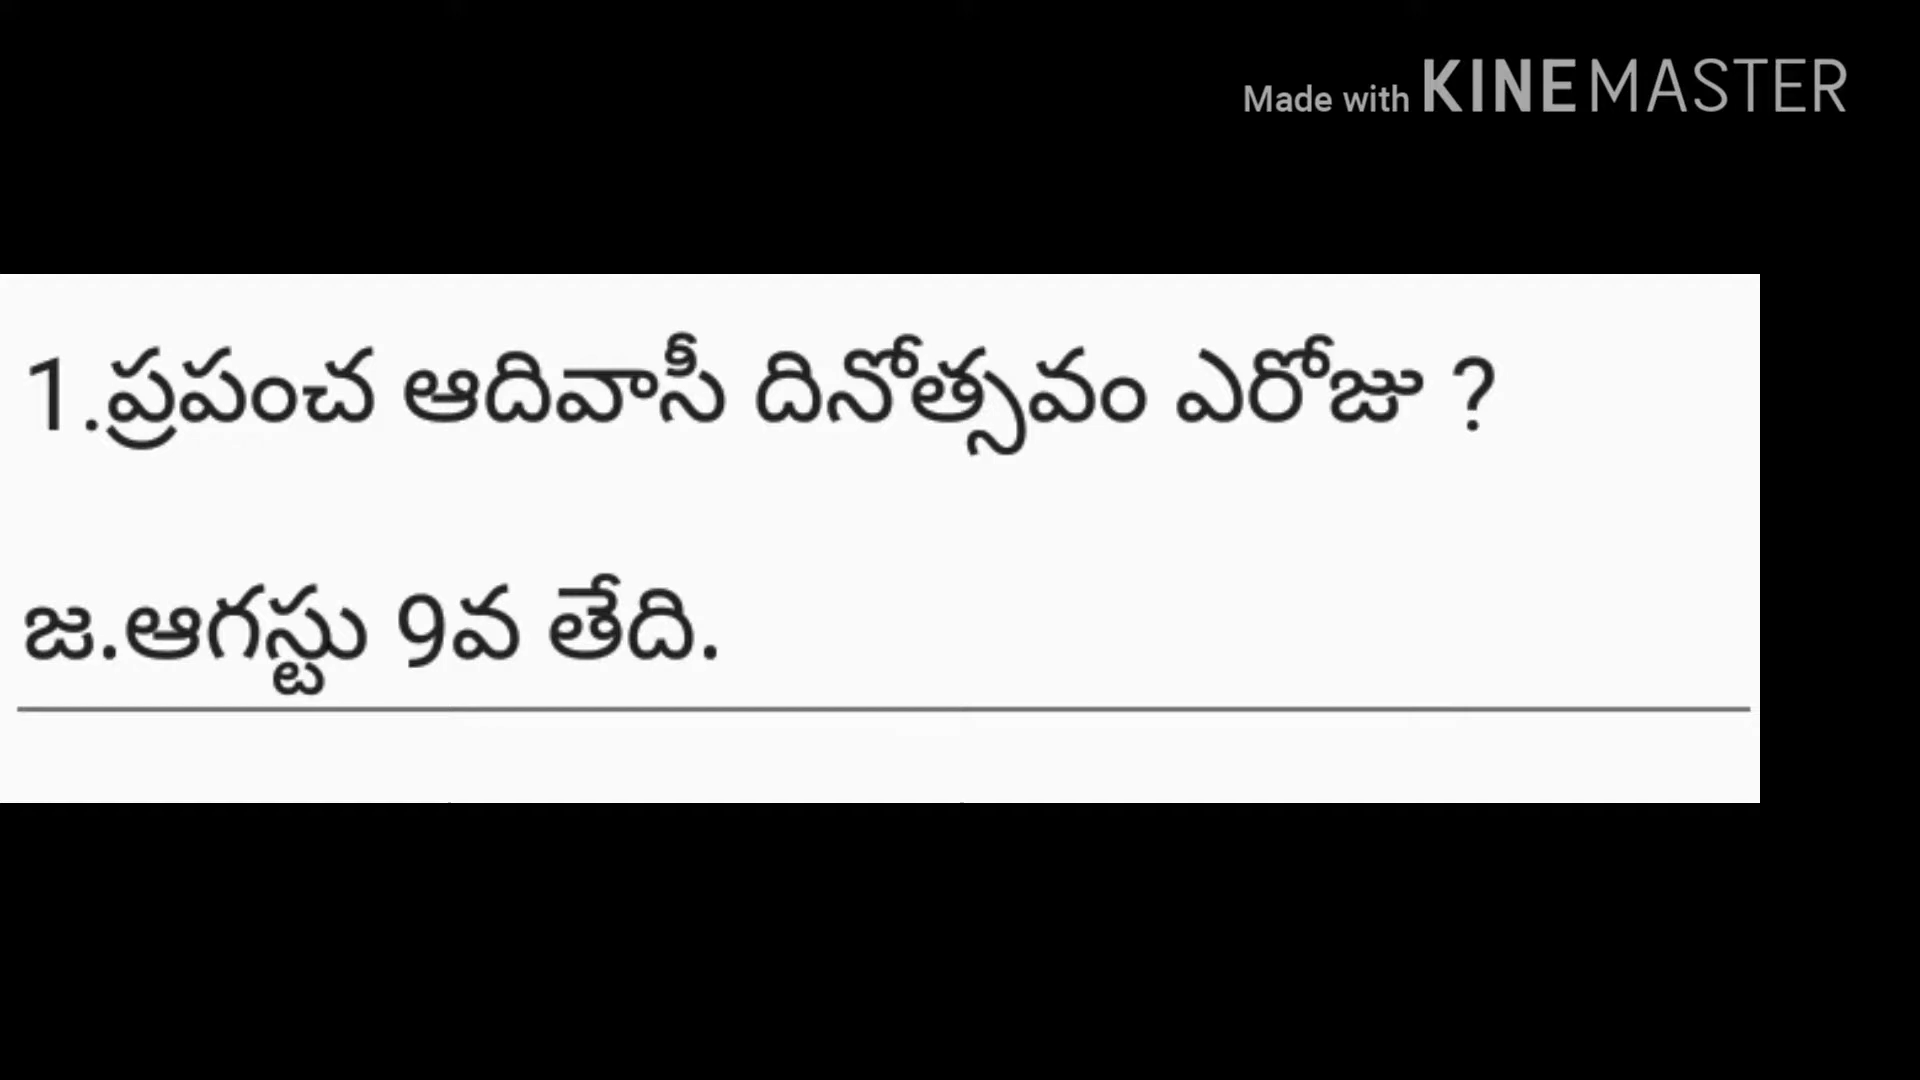 Made with KINEMASTER
1.ప్రపంచ ఆదివాసీ దినోత్సవం ఎరోజు ?
జ.ఆగస్టు 9వ తేది.